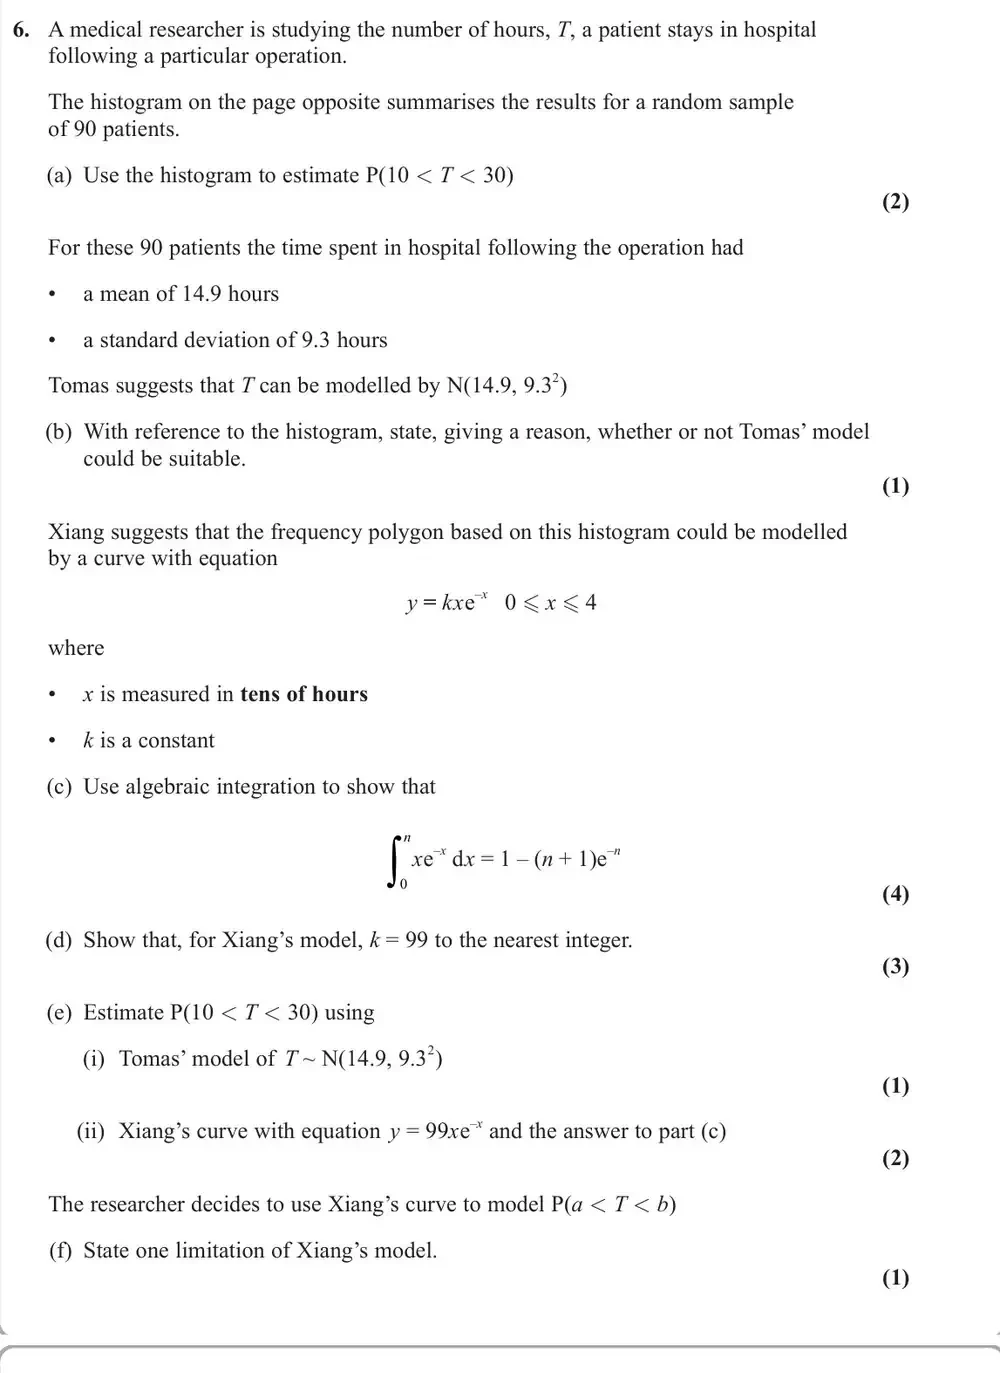 6. A medical researcher is studying the number of hours, T, a patient stays in hospital
following a particular operation.
The histogram on the page opposite summarises the results for a random sample
of 90 patients.
(a) Use the histogram to estimate P(10 < T < 30)
(2)
For these 90 patients the time spent in hospital following the operation had
• a mean of 14.9 hours
• a standard deviation of 9.3 hours
Tomas suggests that T can be modelled by N(14.9, 9.3²)
(b) With reference to the histogram, state, giving a reason, whether or not Tomas’ model
could be suitable.
(1)
Xiang suggests that the frequency polygon based on this histogram could be modelled
by a curve with equation
y = kxe⁻ˣ 0 ⩽ x ⩽ 4
where
• x is measured in tens of hours
• k is a constant
(c) Use algebraic integration to show that
∫₀ⁿ xe⁻ˣ dx = 1 – (n + 1)e⁻ⁿ
(4)
(d) Show that, for Xiang’s model, k = 99 to the nearest integer.
(3)
(e) Estimate P(10 < T < 30) using
(i) Tomas’ model of T ~ N(14.9, 9.3²)
(1)
(ii) Xiang’s curve with equation y = 99xe⁻ˣ and the answer to part (c)
(2)
The researcher decides to use Xiang’s curve to model P(a < T < b)
(f) State one limitation of Xiang’s model.
(1)